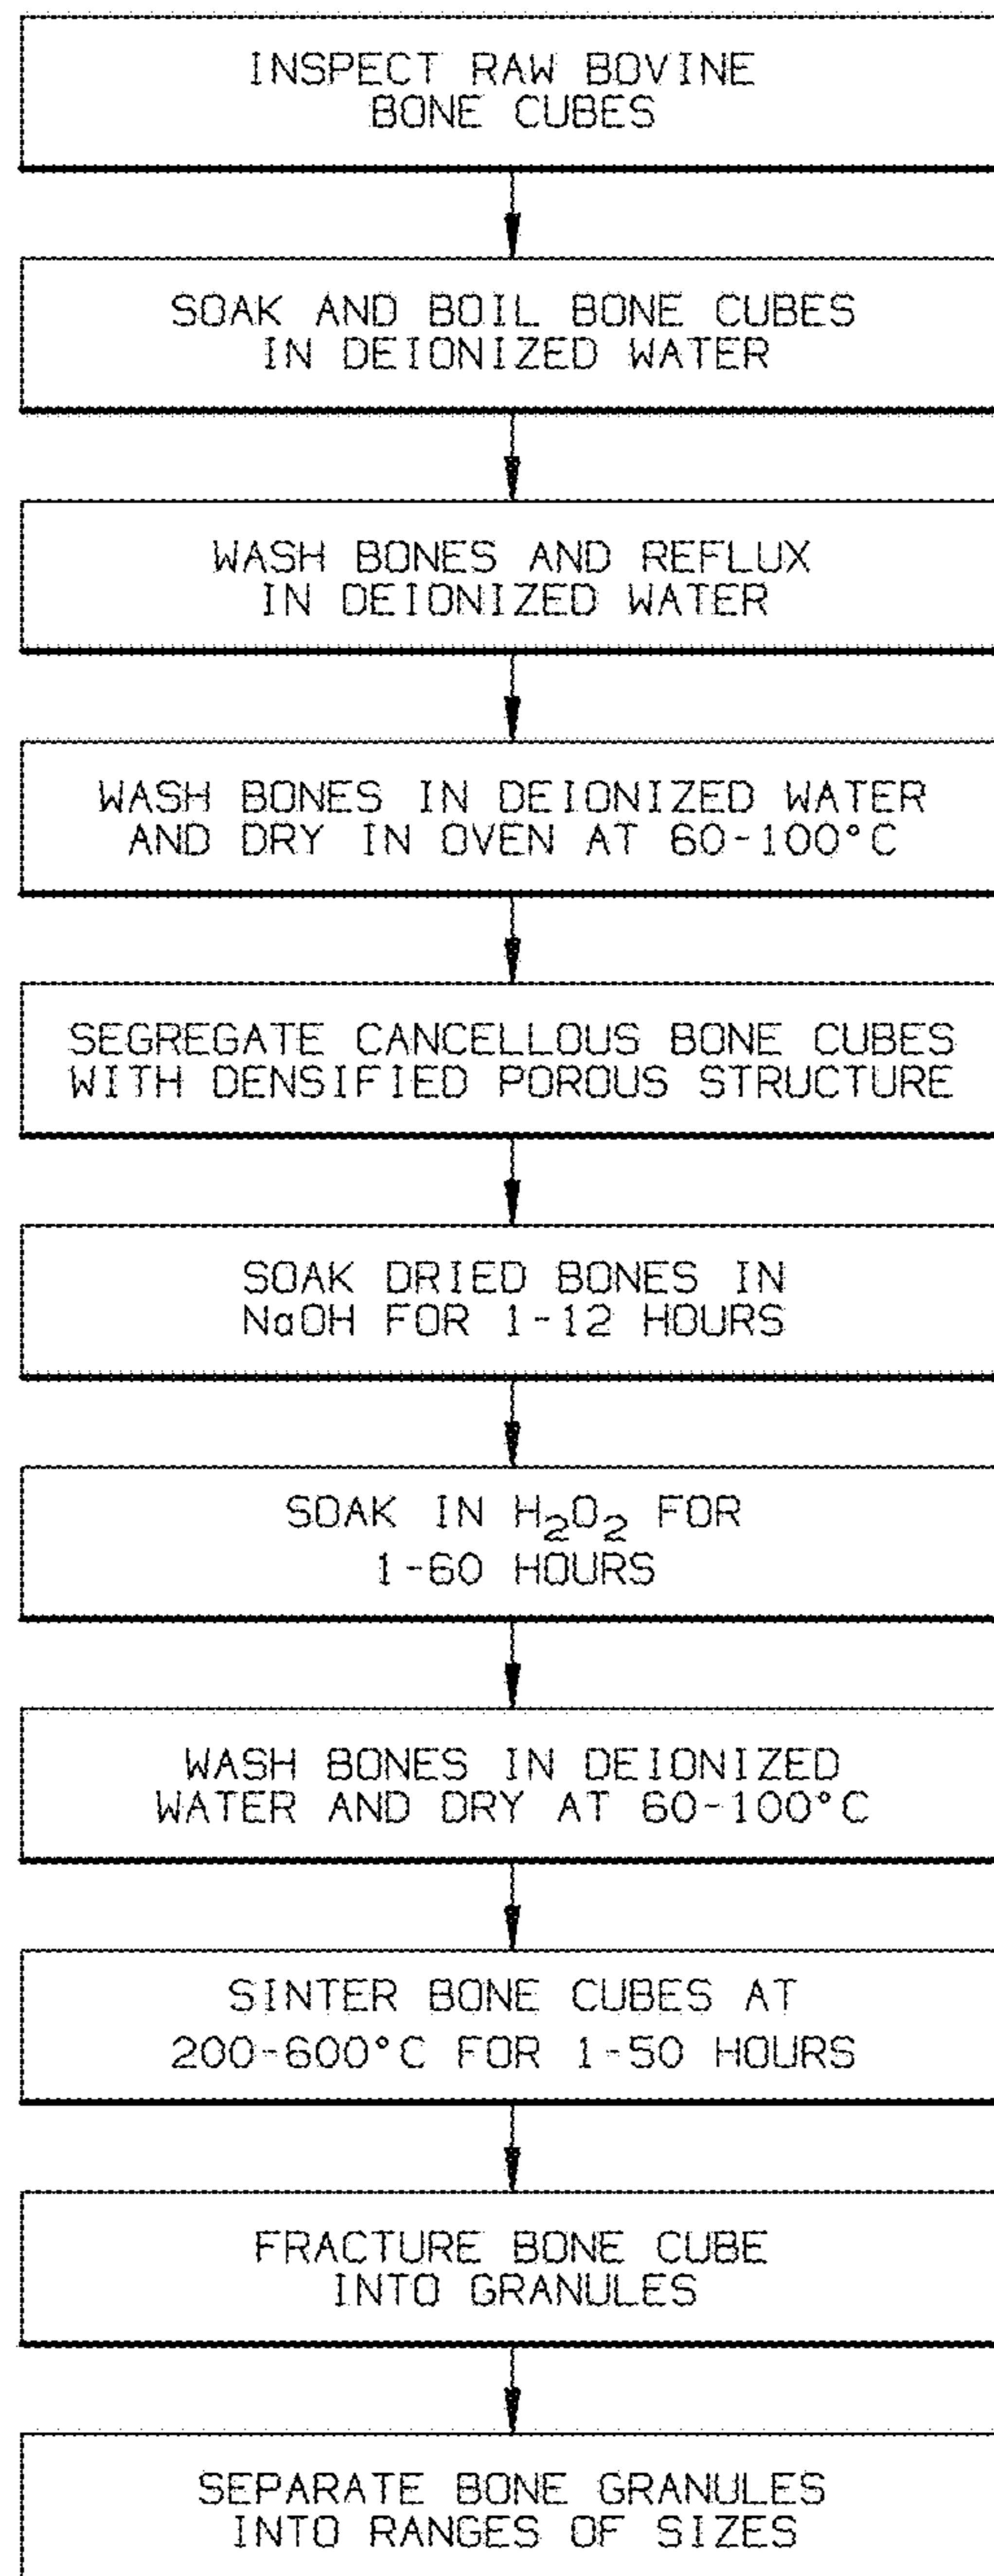 INSPECT RAW BOVINE
BONE CUBES
SOAK AND BOIL BONE CUBES
IN DEIONIZED WATER
WASH BONES AND REFLUX
IN DEIONIZED WATER
WASH BONES IN DEIONIZED WATER
AND DRY IN OVEN AT 60-100°C
SEGREGATE CANCELLOUS BONE CUBES
WITH DENSIFIED POROUS STRUCTURE
SOAK DRIED BONES IN
NaOH FOR 1-12 HOURS
SOAK IN H₂O₂ FOR
1-60 HOURS
WASH BONES IN DEIONIZED
WATER AND DRY AT 60-100°C
SINTER BONE CUBES AT
200-600°C FOR 1-50 HOURS
FRACTURE BONE CUBE
INTO GRANULES
SEPARATE BONE GRANULES
INTO RANGES OF SIZES